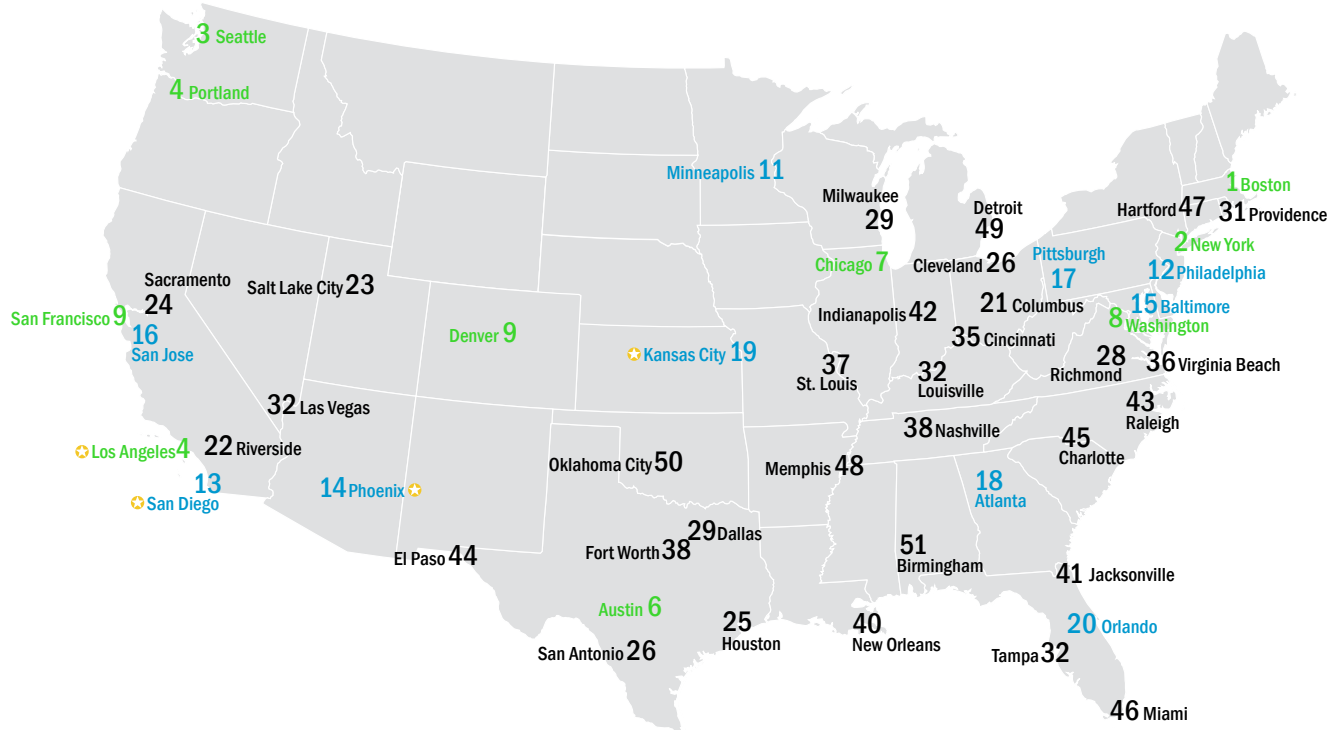 3 Seattle
4 Portland
Minneapolis 11
Milwaukee
29
Detroit
49
1 Boston
Hartford 47
31 Providence
2 New York
Pittsburgh
17
Chicago 7
Cleveland 26
12 Philadelphia
Sacramento
24
Salt Lake City 23
21 Columbus
15 Baltimore
San Francisco 9
Indianapolis 42
8
Washington
16
San Jose
Denver 9
35 Cincinnati
Kansas City 19
37
St. Louis
32
Louisville
28
Richmond
36 Virginia Beach
32 Las Vegas
43
Raleigh
38 Nashville
45
Charlotte
Los Angeles 4
22 Riverside
Oklahoma City 50
Memphis 48
13
San Diego
14 Phoenix
18
Atlanta
29 Dallas
Fort Worth 38
El Paso 44
51
Birmingham
41 Jacksonville
Austin 6
25
Houston
40
New Orleans
20 Orlando
San Antonio 26
Tampa 32
46 Miami